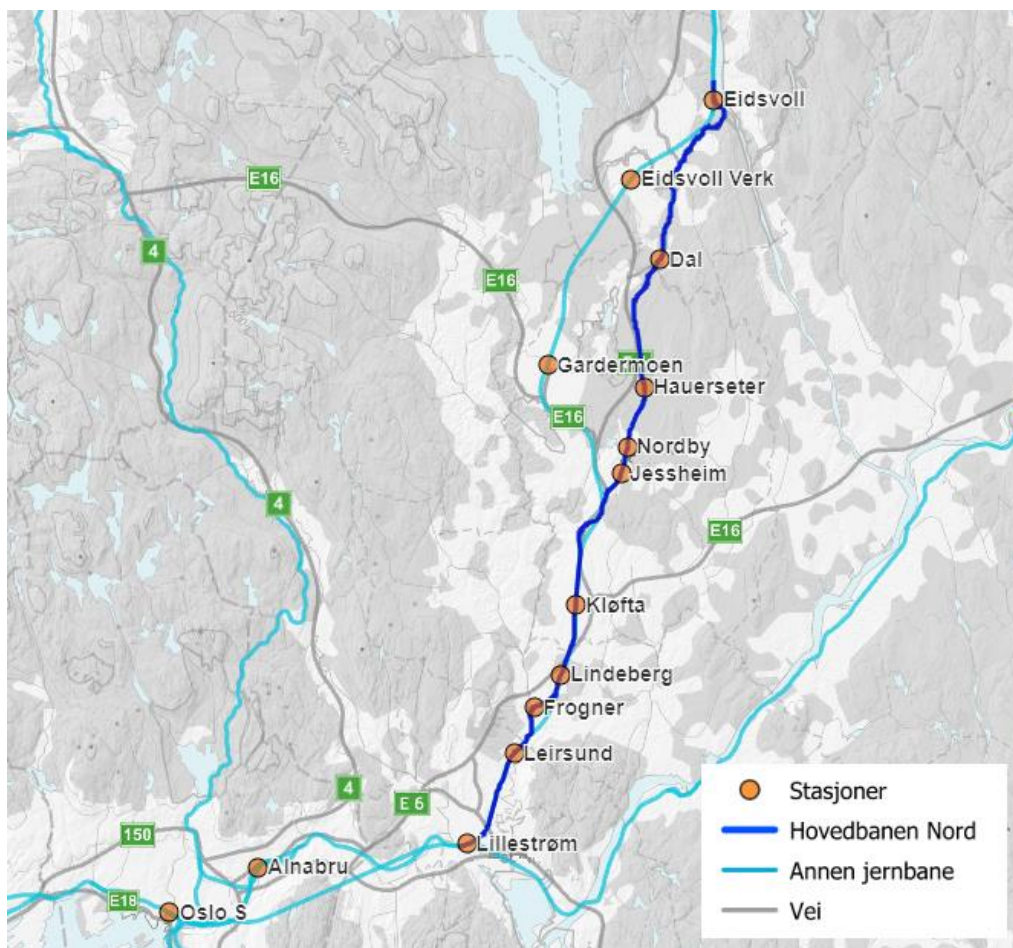 Eidsvoll
E16
Eidsvoll Verk
4
Dal
E16
Gardermoen
Hauerseter
E16
Nordby
Jessheim
4
E16
Kløfta
Lindeberg
Frogner
Leirsund
4
E 6
150
Lillestrøm
Alnabru
E18
Oslo S
Stasjoner
Hovedbanen Nord
Annen jernbane
Vei